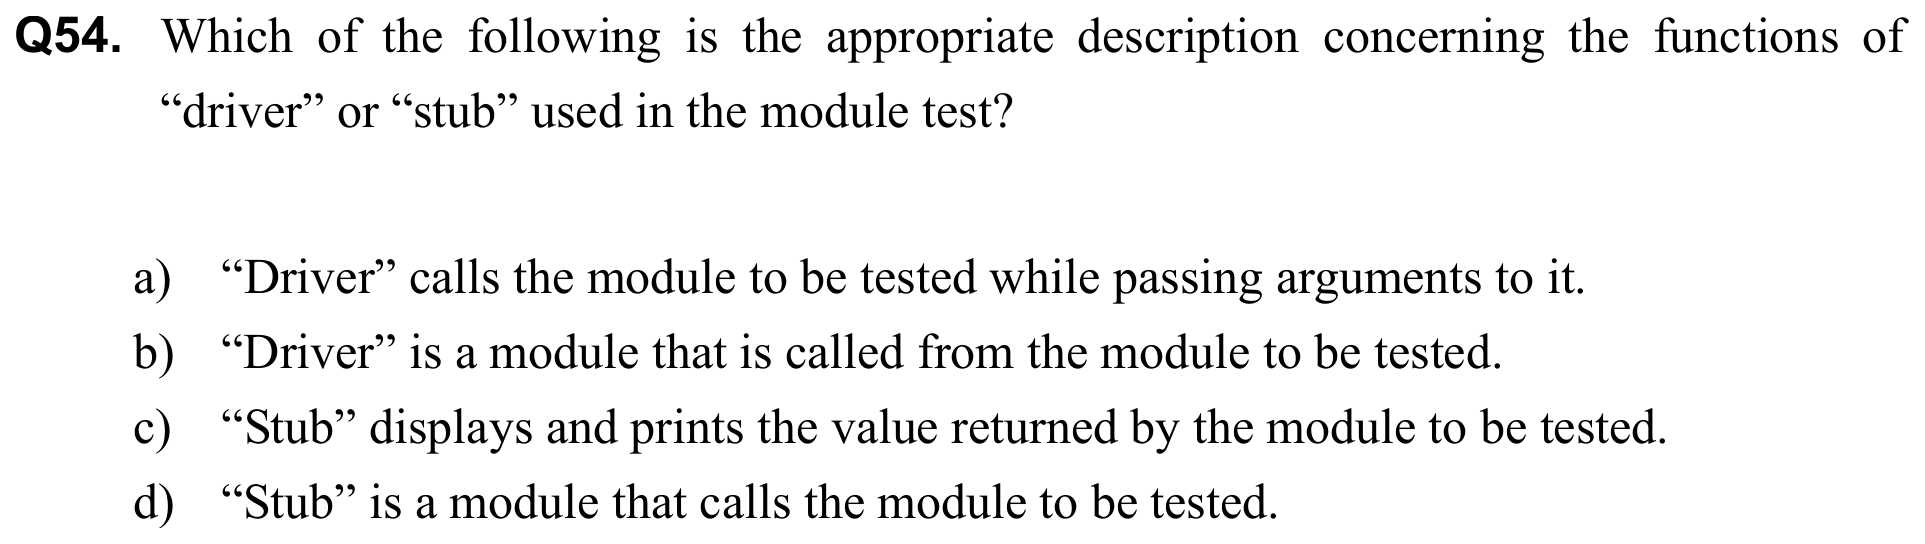 Q54. Which of the following is the appropriate description concerning the functions of
“driver” or “stub” used in the module test?
a) “Driver” calls the module to be tested while passing arguments to it.
b) “Driver” is a module that is called from the module to be tested.
c) “Stub” displays and prints the value returned by the module to be tested.
d) “Stub” is a module that calls the module to be tested.